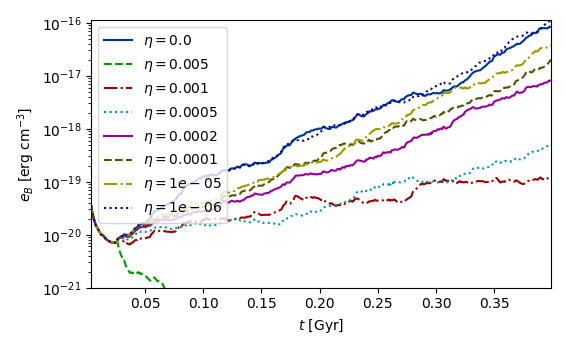 10⁻¹⁶
10⁻¹⁷
10⁻¹⁸
10⁻¹⁹
10⁻²⁰
10⁻²¹
e_B [erg cm⁻³]
η = 0.0
η = 0.005
η = 0.001
η = 0.0005
η = 0.0002
η = 0.0001
η = 1e − 05
η = 1e − 06
0.05 0.10 0.15 0.20 0.25 0.30 0.35
t [Gyr]